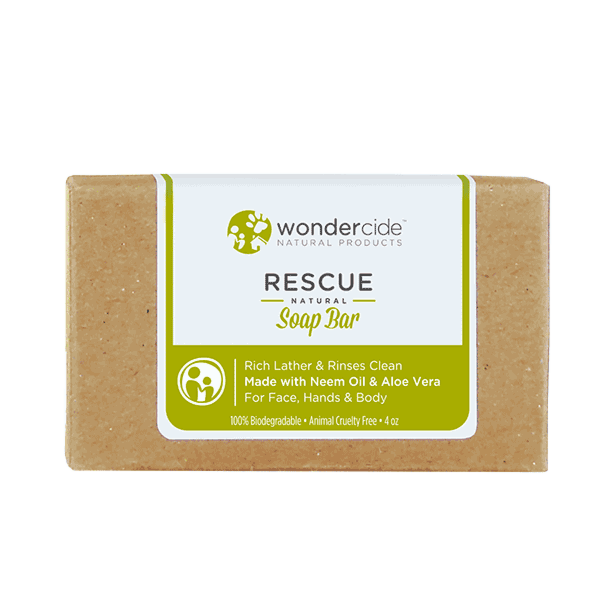 wondercide™
NATURAL PRODUCTS
RESCUE
NATURAL
Soap Bar
Rich Lather & Rinses Clean
Made with Neem Oil & Aloe Vera
For Face, Hands & Body
100% Biodegradable • Animal Cruelty Free • 4 oz